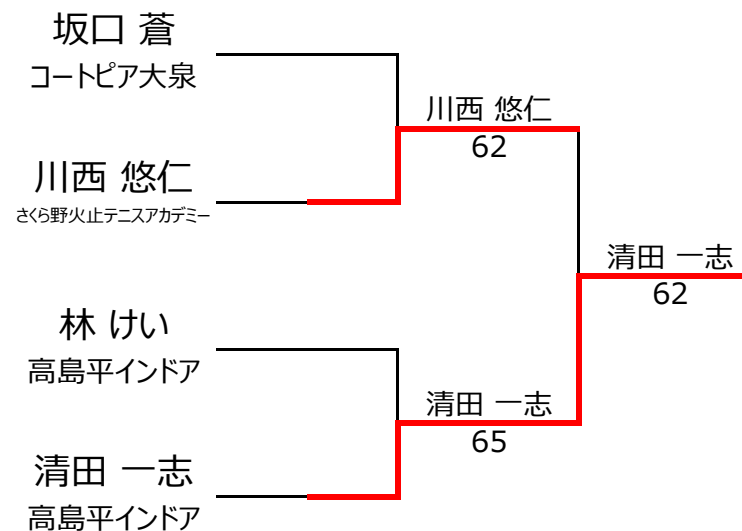 坂口 蒼
コートピア大泉
川西 悠仁
62
川西 悠仁
さくら野火止テニスアカデミー
清田 一志
62
林 けい
高島平インドア
清田 一志
65
清田 一志
高島平インドア